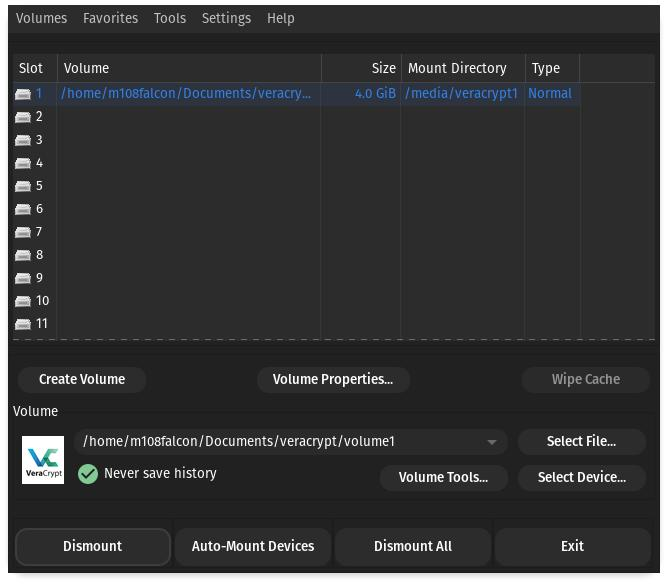 Volumes Favorites Tools Settings Help
Slot Volume Size Mount Directory Type
1 /home/m108falcon/Documents/veracry... 4.0 GiB /media/veracrypt1 Normal
2
3
4
5
6
7
8
9
10
11
Create Volume Volume Properties... Wipe Cache
Volume
/home/m108falcon/Documents/veracrypt/volume1 Select File...
VeraCrypt Never save history Volume Tools... Select Device...
Dismount Auto-Mount Devices Dismount All Exit